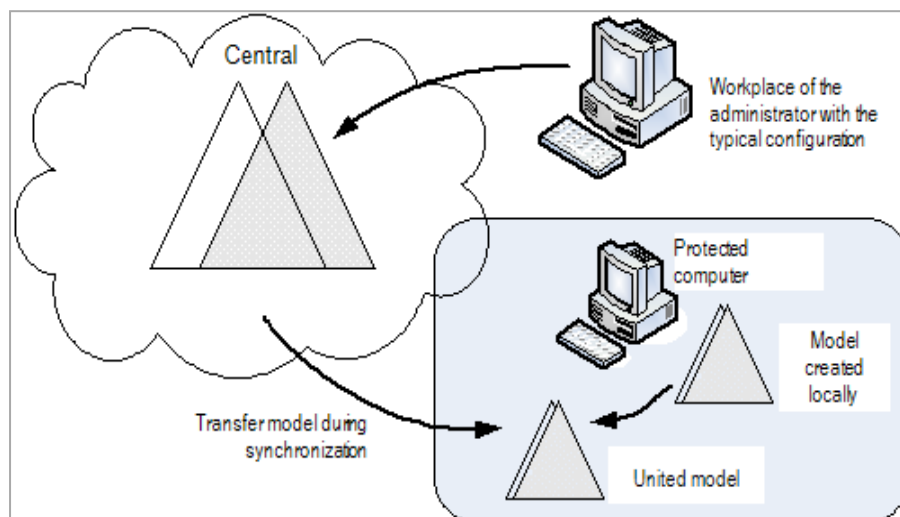 Central
Workplace of the
administrator with the
typical configuration
Protected
computer
Model
created
locally
Transfer model during
synchronization
United model